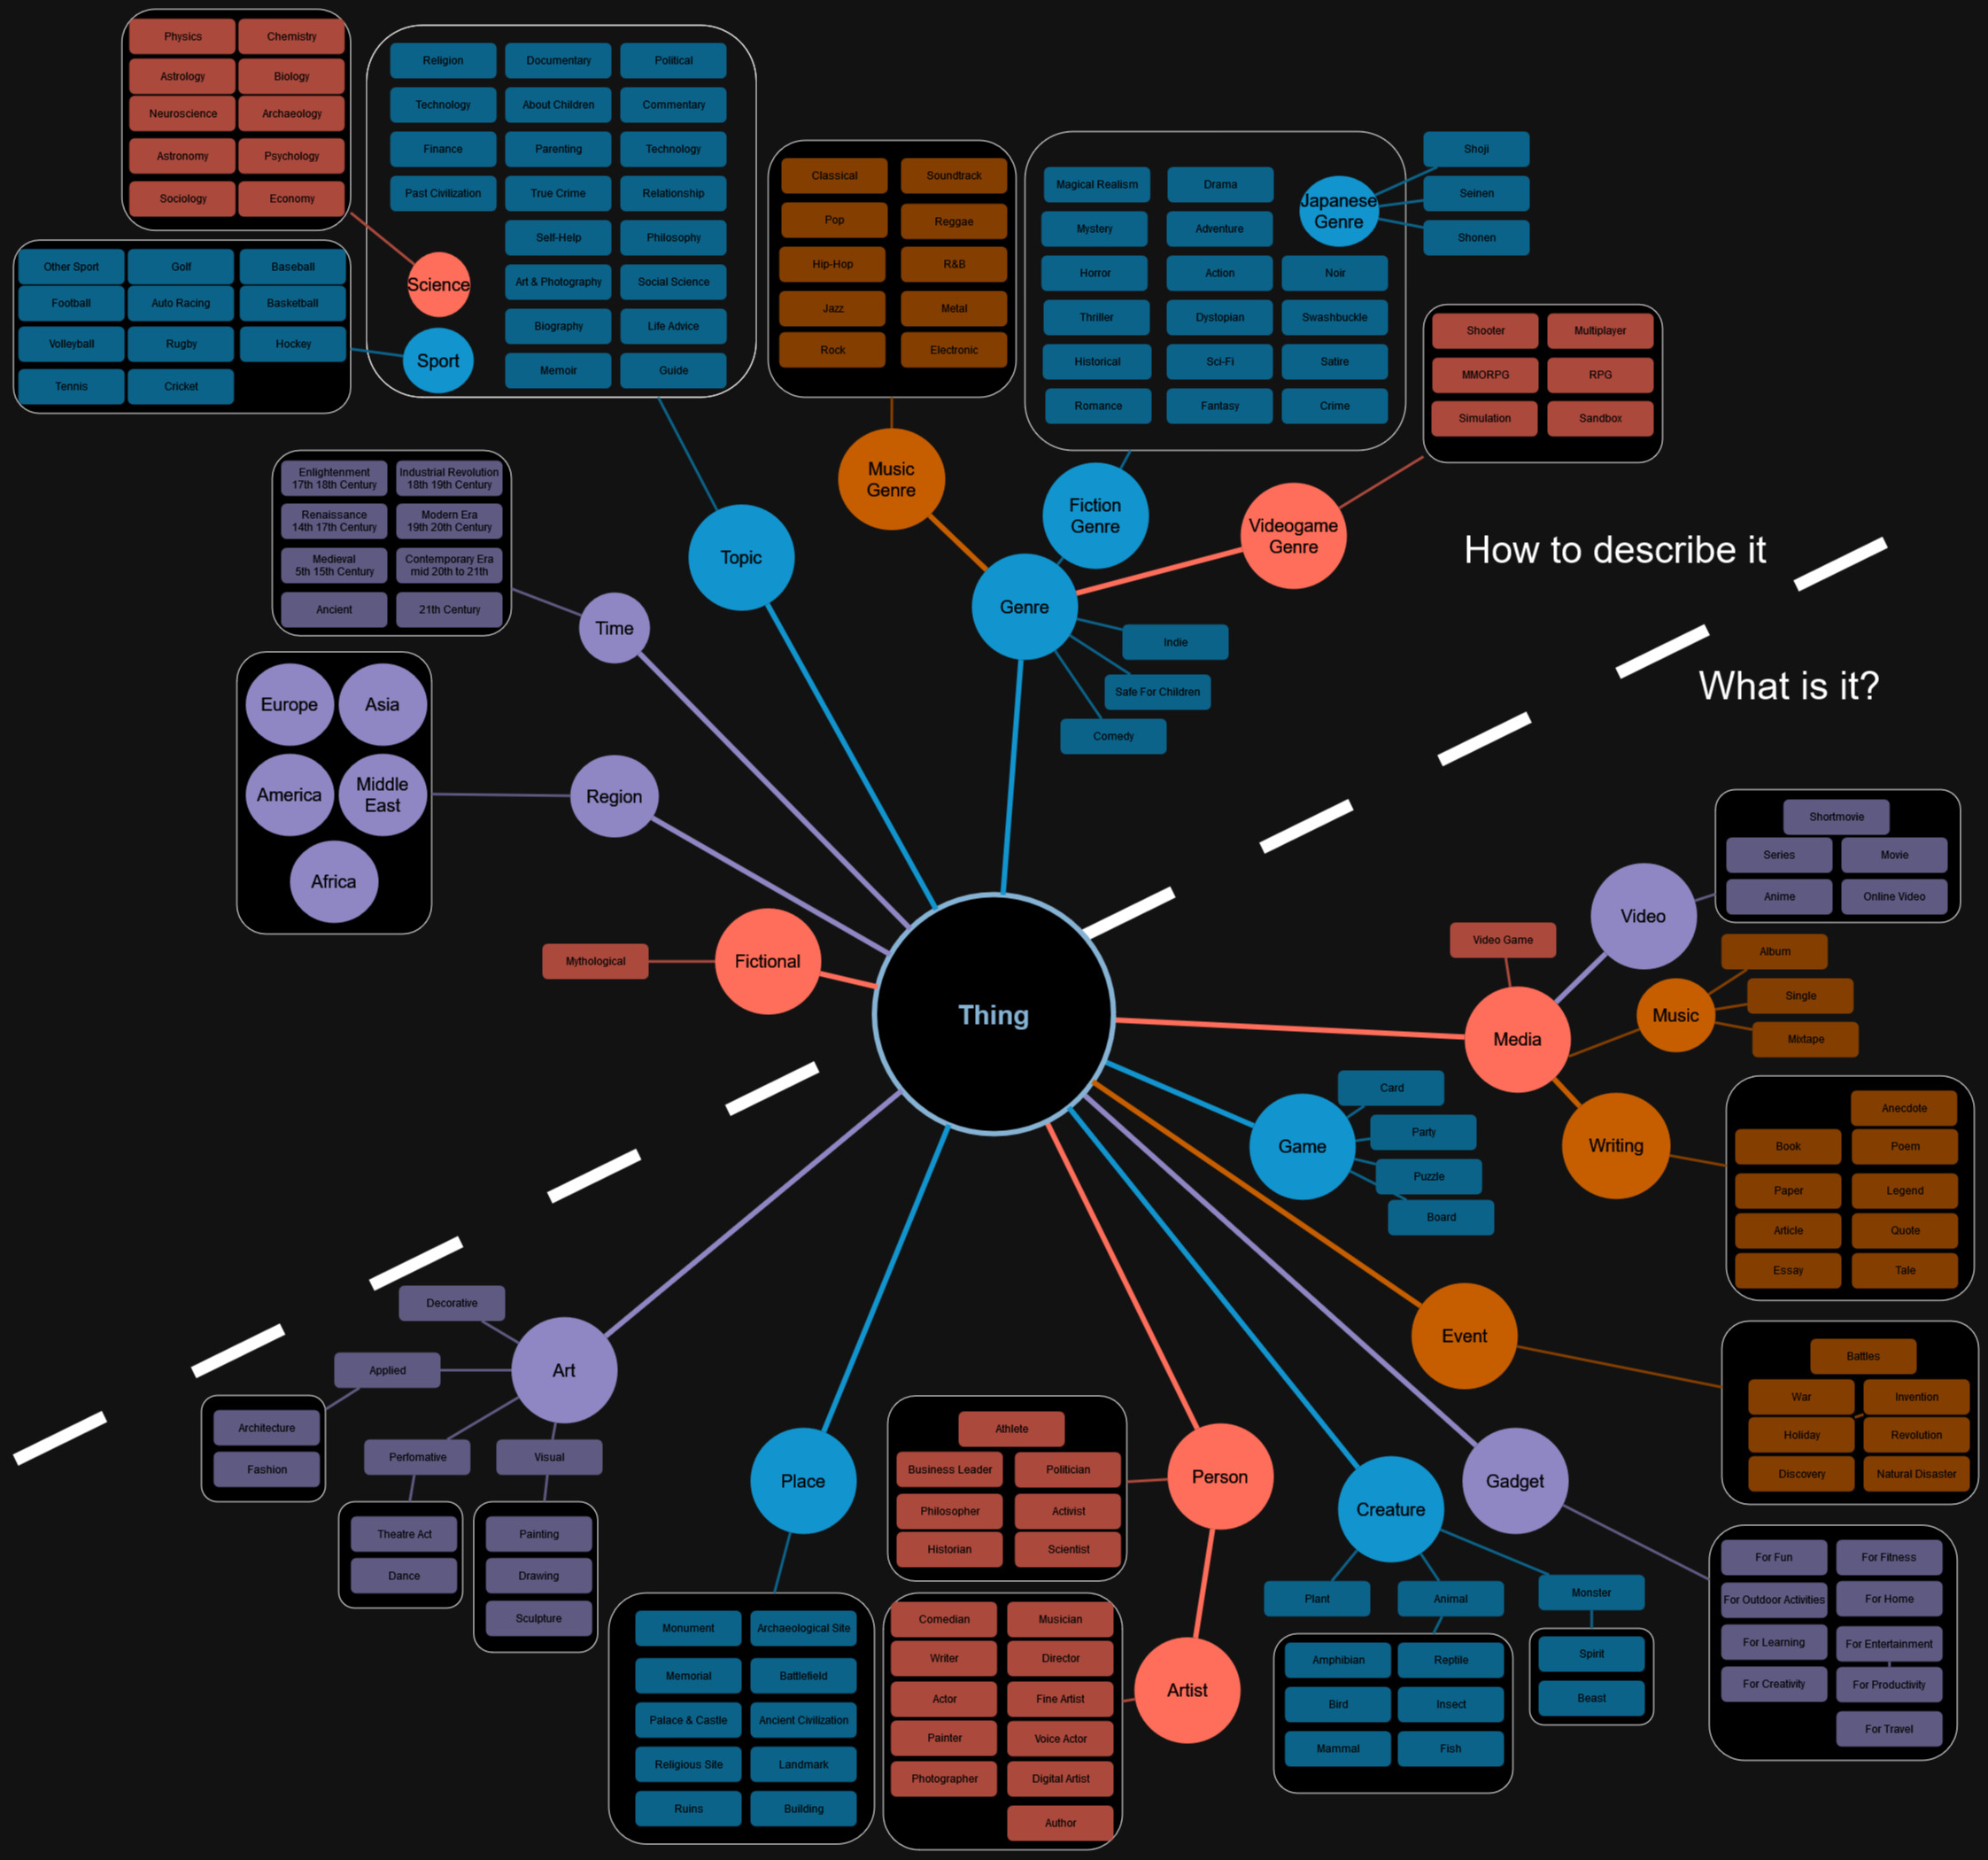 Physics
Chemistry
Astrology
Biology
Neuroscience
Archaeology
Astronomy
Psychology
Sociology
Economy
Other Sport
Golf
Baseball
Football
Auto Racing
Basketball
Volleyball
Rugby
Hockey
Tennis
Cricket
Religion
Documentary
Political
Technology
About Children
Commentary
Finance
Parenting
Technology
Past Civilization
True Crime
Relationship
Self-Help
Philosophy
Art & Photography
Social Science
Biography
Life Advice
Memoir
Guide
Science
Sport
Classical
Soundtrack
Pop
Reggae
Hip-Hop
R&B
Jazz
Metal
Rock
Electronic
Magical Realism
Drama
Mystery
Adventure
Horror
Action
Noir
Thriller
Dystopian
Swashbuckle
Historical
Sci-Fi
Satire
Romance
Fantasy
Crime
Japanese
Genre
Shoji
Seinen
Shonen
Shooter
Multiplayer
MMORPG
RPG
Simulation
Sandbox
Music
Genre
Fiction
Genre
Videogame
Genre
Topic
Genre
Indie
Safe For Children
Comedy
How to describe it
What is it?
Enlightenment
17th 18th Century
Industrial Revolution
18th 19th Century
Renaissance
14th 17th Century
Modern Era
19th 20th Century
Medieval
5th 15th Century
Contemporary Era
mid 20th to 21th
Ancient
21th Century
Time
Europe
Asia
America
Middle
East
Africa
Region
Mythological
Fictional
Thing
Shortmovie
Series
Movie
Anime
Online Video
Video
Video Game
Media
Album
Single
Mixtape
Music
Card
Party
Puzzle
Board
Game
Writing
Anecdote
Book
Poem
Paper
Legend
Article
Quote
Essay
Tale
Event
Battles
War
Invention
Holiday
Revolution
Discovery
Natural Disaster
Decorative
Applied
Art
Architecture
Fashion
Perfomative
Visual
Theatre Act
Dance
Painting
Drawing
Sculpture
Place
Monument
Archaeological Site
Memorial
Battlefield
Palace & Castle
Ancient Civilization
Religious Site
Landmark
Ruins
Building
Athlete
Business Leader
Politician
Philosopher
Activist
Historian
Scientist
Person
Comedian
Musician
Writer
Director
Actor
Fine Artist
Painter
Voice Actor
Photographer
Digital Artist
Author
Artist
Creature
Plant
Animal
Monster
Amphibian
Reptile
Bird
Insect
Mammal
Fish
Spirit
Beast
Gadget
For Fun
For Fitness
For Outdoor Activities
For Home
For Learning
For Entertainment
For Creativity
For Productivity
For Travel